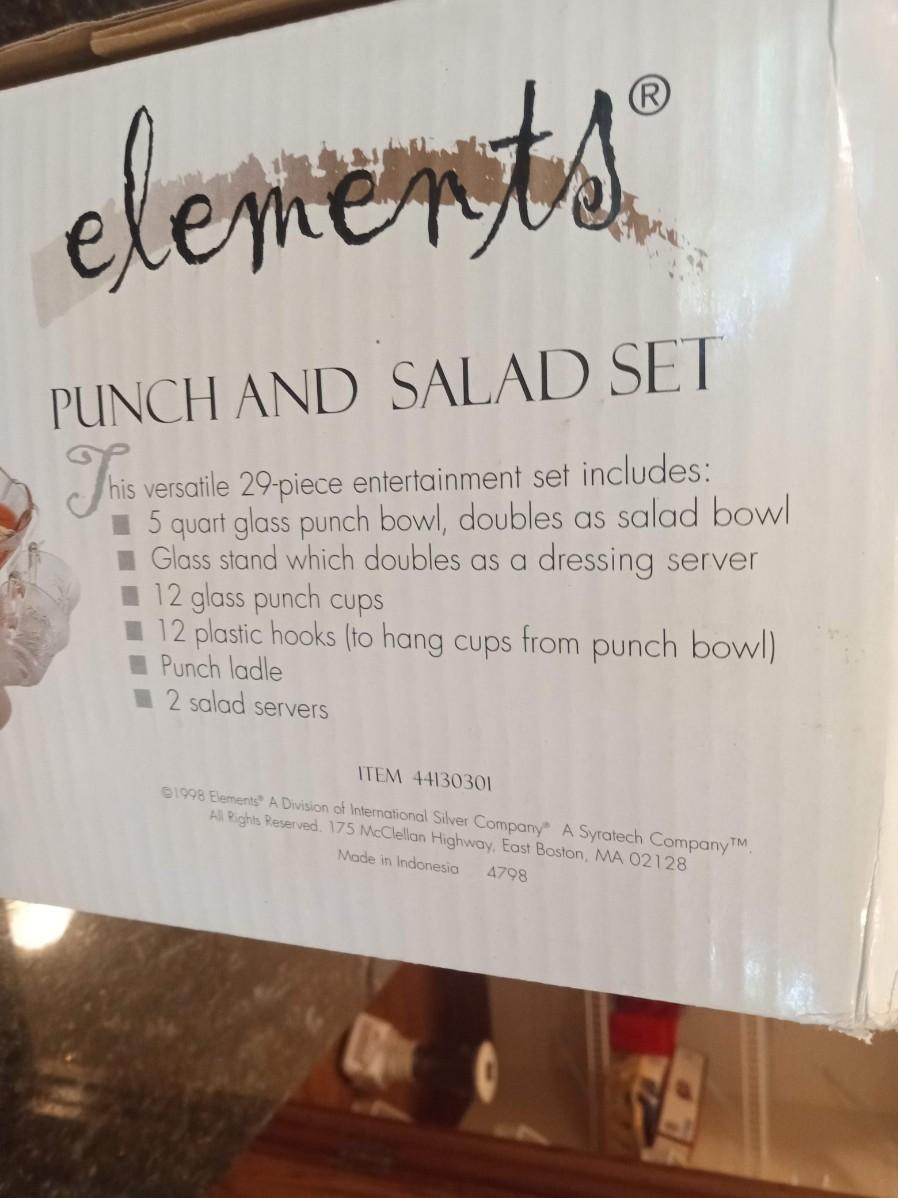 elements®
PUNCH AND SALAD SET
This versatile 29-piece entertainment set includes:
■ 5 quart glass punch bowl, doubles as salad bowl
■ Glass stand which doubles as a dressing server
■ 12 glass punch cups
■ 12 plastic hooks (to hang cups from punch bowl)
■ Punch ladle
■ 2 salad servers
ITEM 44130301
©1998 Elements® A Division of International Silver Company® A Syratech Company™.
All Rights Reserved. 175 McClellan Highway, East Boston, MA 02128
Made in Indonesia 4798